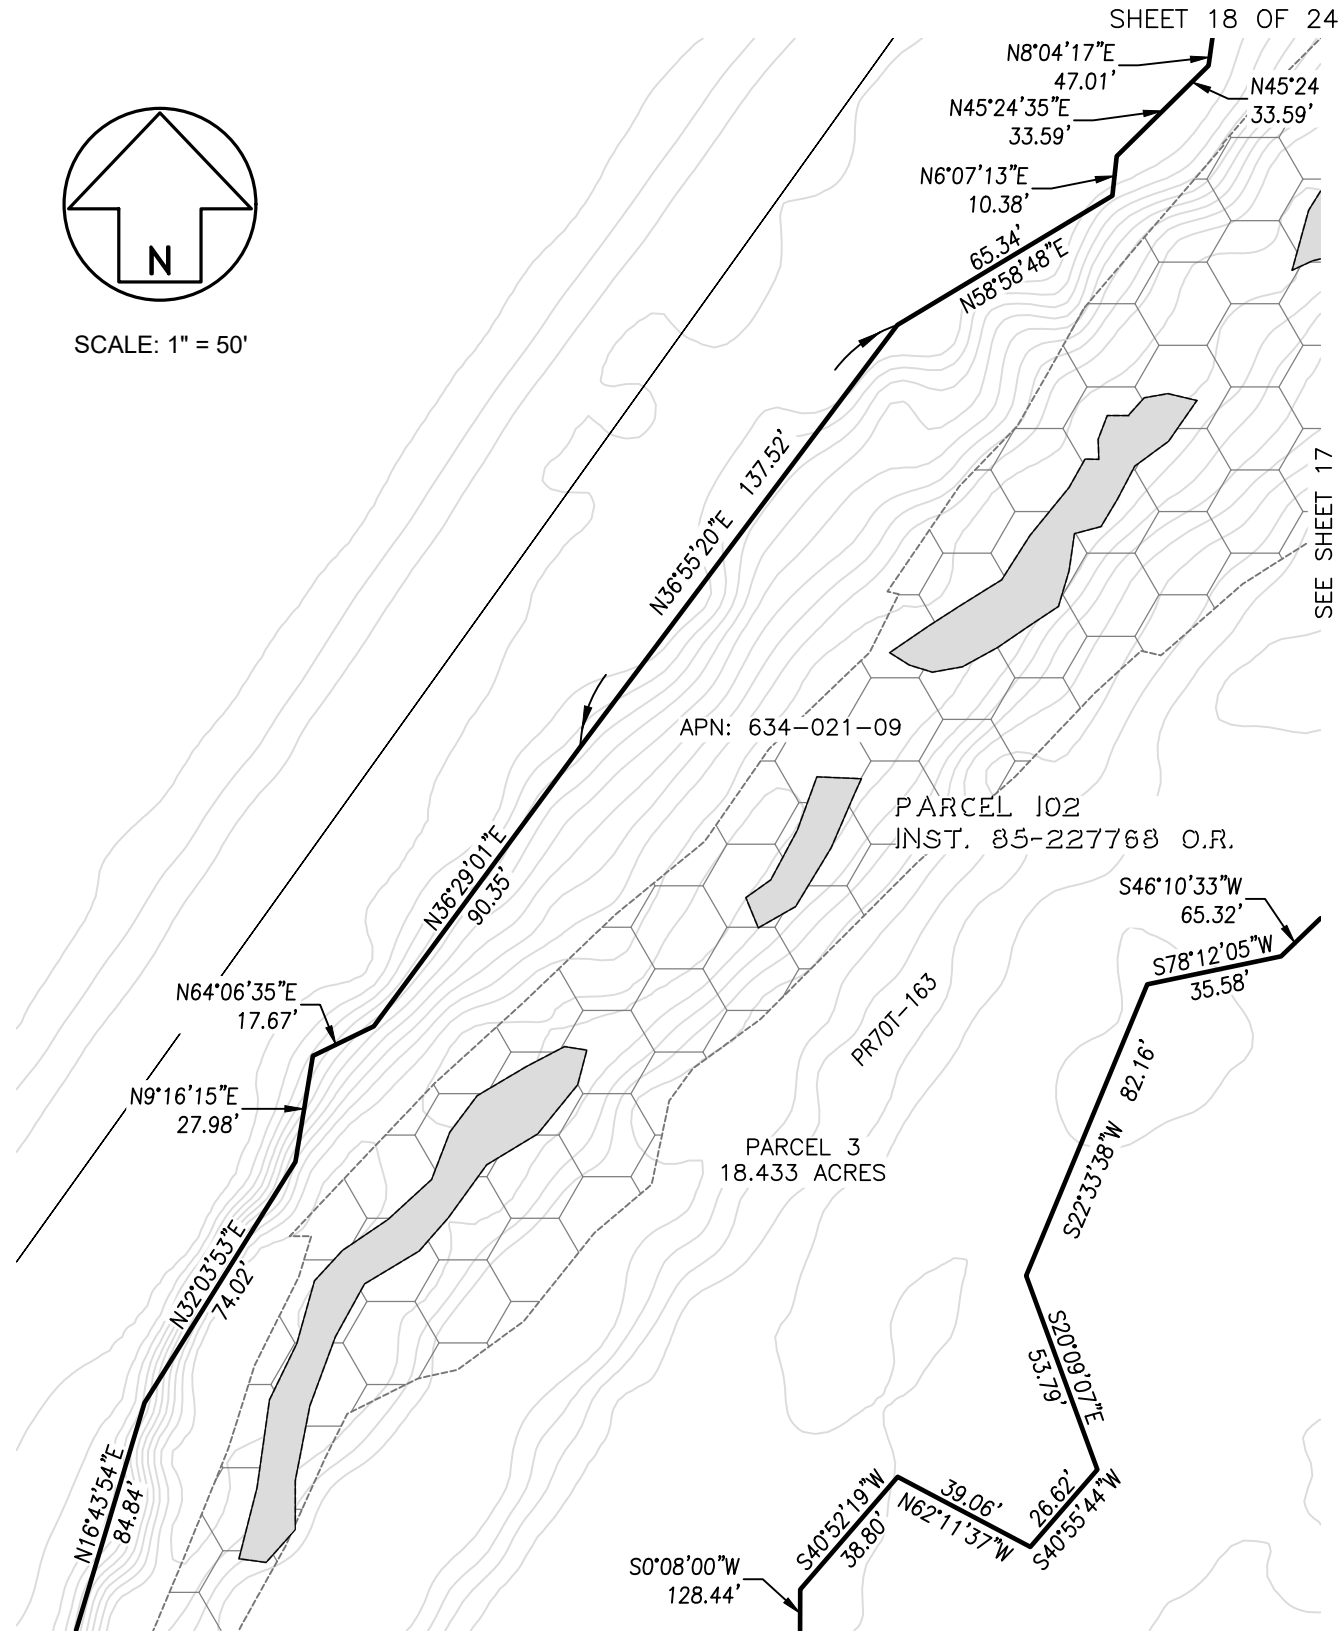 SHEET 18 OF 24
N8°04'17"E
47.01'
N45°24
33.59'
N45°24'35"E
33.59'
N6°07'13"E
10.38'
N
SCALE: 1" = 50'
65.34'
N58°58'48"E
N36°55'20"E 137.52'
SEE SHEET 17
APN: 634-021-09
PARCEL 102
INST. 85-227768 O.R.
N36°29'01"E
90.35'
S46°10'33"W
65.32'
S78°12'05"W
35.58'
N64°06'35"E
17.67'
PR70T-163
N9°16'15"E
27.98'
S22°33'38"W 82.16'
PARCEL 3
18.433 ACRES
N32°03'53"E
74.02'
S20°09'07"E
53.79'
N16°43'54"E
84.84'
S40°52'19"W
38.80'
39.06'
N62°11'37"W
26.62'
S40°55'44"W
S0°08'00"W
128.44'